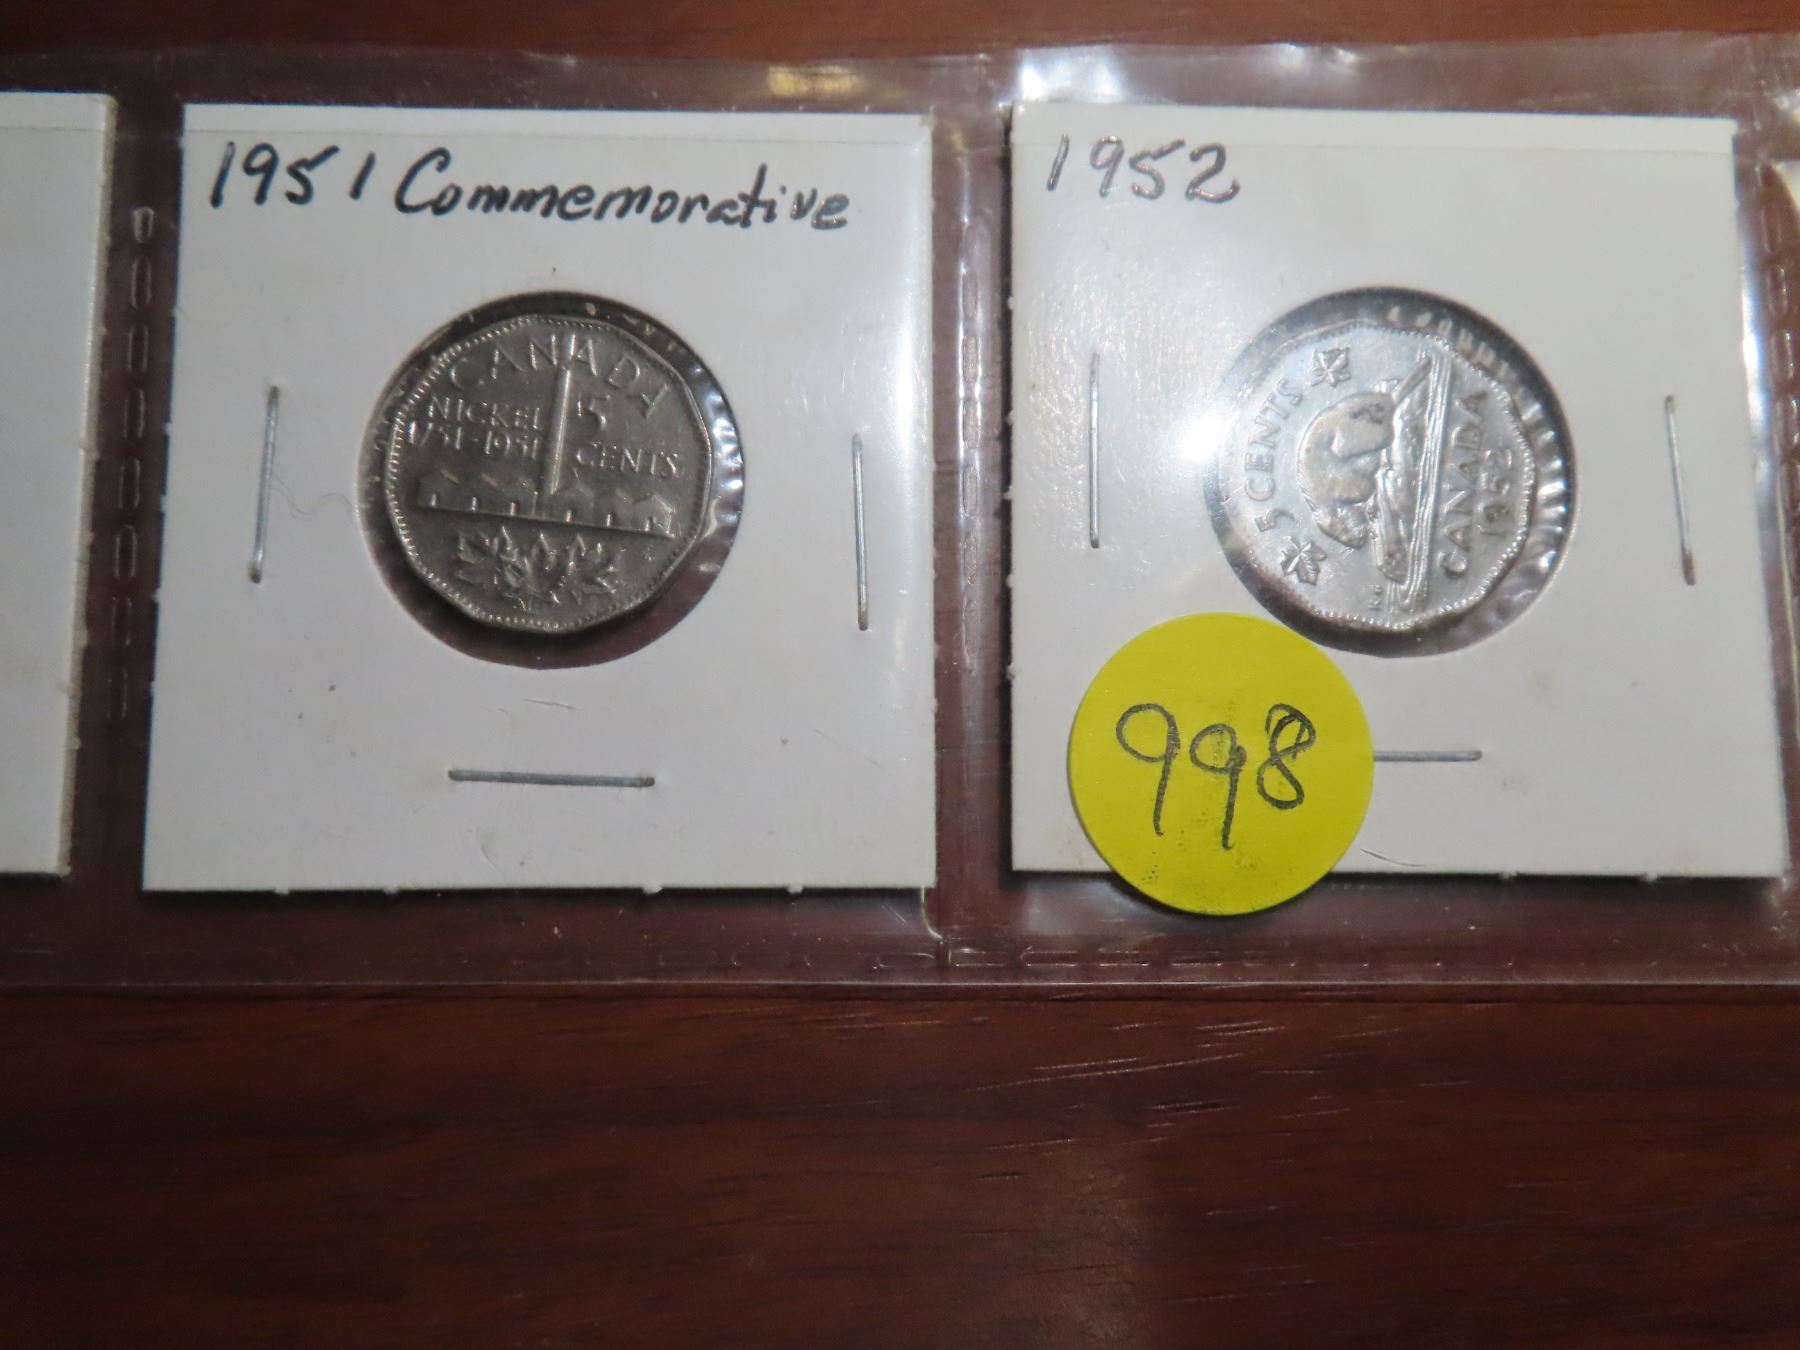 1951 Commemorative
CANADA
NICKEL
1751-1951
5
CENTS
1952
5 CENTS
CANADA
1952
998